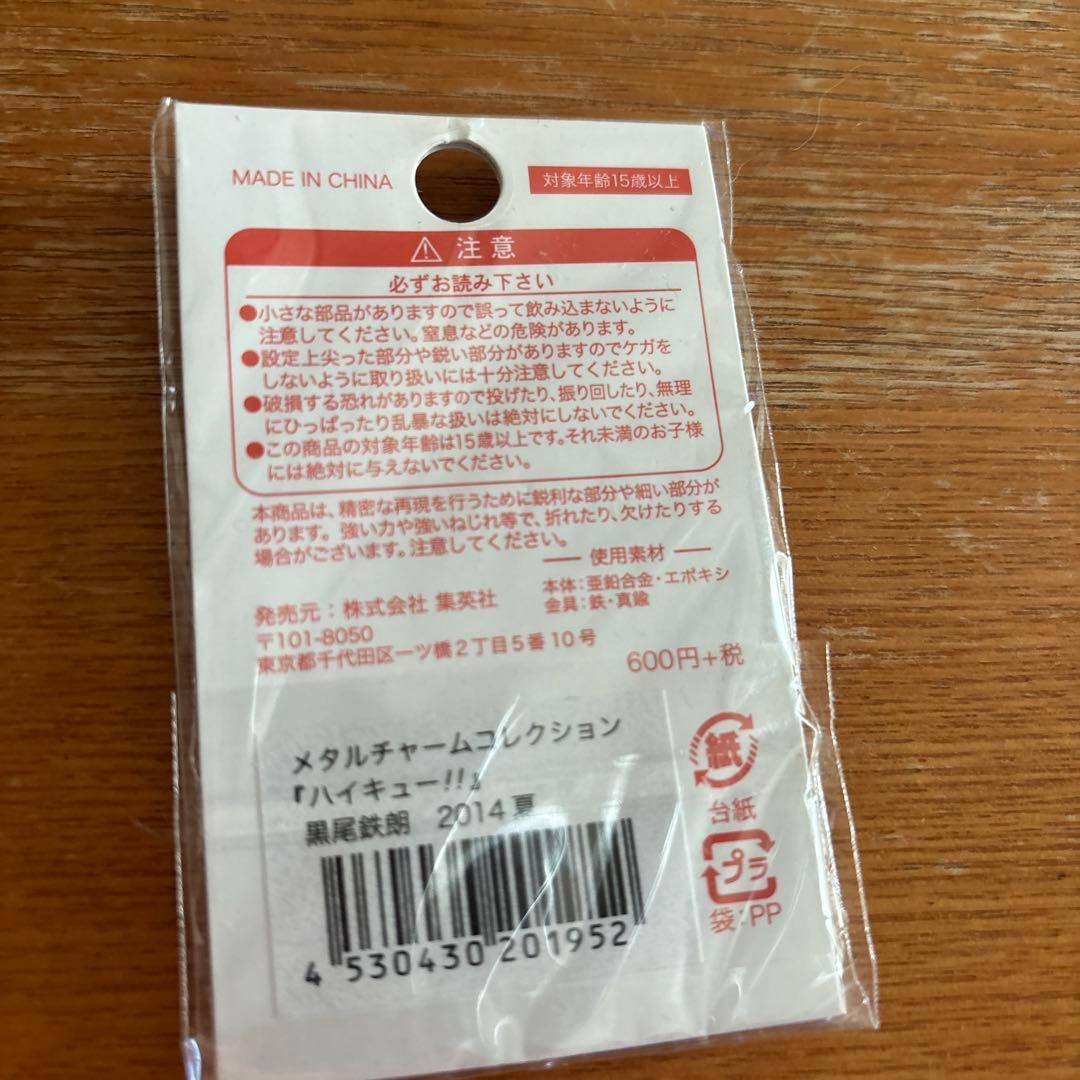 MADE IN CHINA
対象年齢15歳以上
⚠ 注意
必ずお読み下さい
●小さな部品がありますので誤って飲み込まないように
注意してください。窒息などの危険があります。
●設定上尖った部分や鋭い部分がありますのでケガを
しないように取り扱いには十分注意してください。
●破損する恐れがありますので投げたり、振り回したり、無理
にひっぱったり乱暴な扱いは絶対にしないでください。
●この商品の対象年齢は15歳以上です。それ未満のお子様
には絶対に与えないでください。
本商品は、精密な再現を行うために鋭利な部分や細い部分が
あります。強い力や強いねじれ等で、折れたり、欠けたりする
場合がございます。注意してください。
使用素材
本体:亜鉛合金・エポキシ
金具:鉄・真鍮
発売元:株式会社 集英社
〒101-8050
東京都千代田区一ツ橋2丁目5番10号
600円+税
メタルチャームコレクション
『ハイキュー!!』
黒尾鉄朗 2014夏
4 530430 201952
紙
台紙
プラ
袋:PP